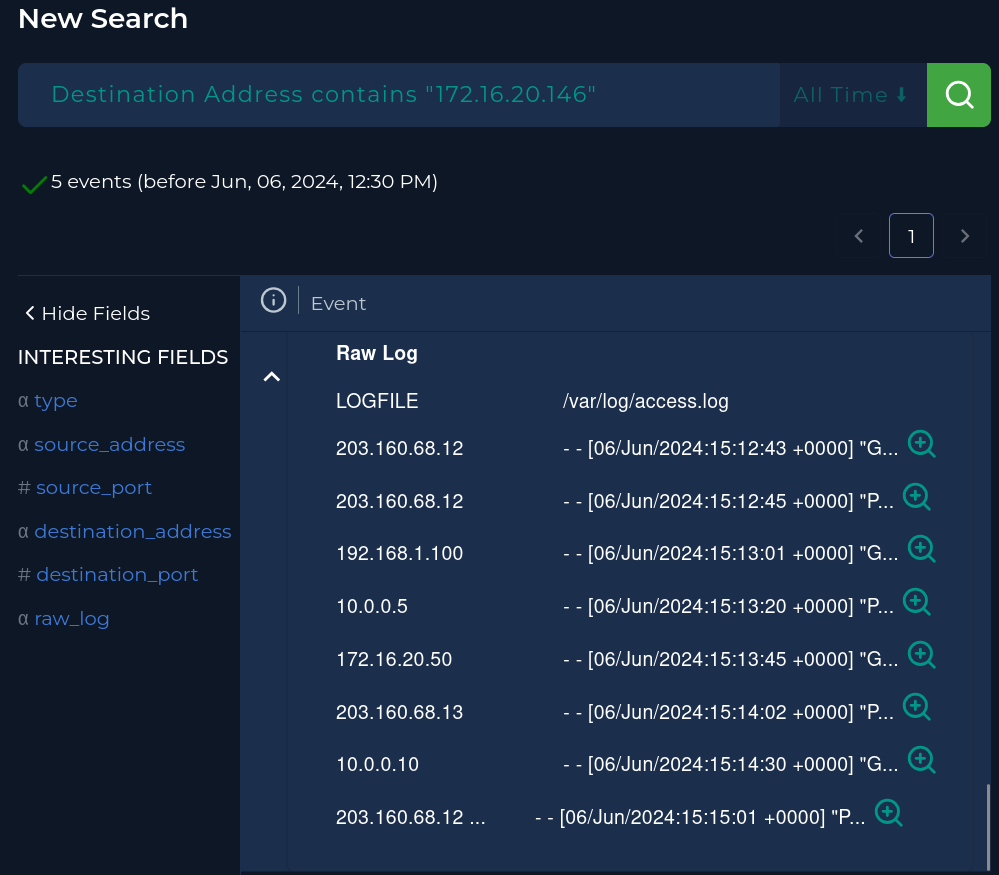 New Search
Destination Address contains "172.16.20.146"
All Time ⬇
5 events (before Jun, 06, 2024, 12:30 PM)
1
Hide Fields
INTERESTING FIELDS
α type
α source_address
# source_port
α destination_address
# destination_port
α raw_log
Event
Raw Log
LOGFILE /var/log/access.log
203.160.68.12 - - [06/Jun/2024:15:12:43 +0000] "G...
203.160.68.12 - - [06/Jun/2024:15:12:45 +0000] "P...
192.168.1.100 - - [06/Jun/2024:15:13:01 +0000] "G...
10.0.0.5 - - [06/Jun/2024:15:13:20 +0000] "P...
172.16.20.50 - - [06/Jun/2024:15:13:45 +0000] "G...
203.160.68.13 - - [06/Jun/2024:15:14:02 +0000] "P...
10.0.0.10 - - [06/Jun/2024:15:14:30 +0000] "G...
203.160.68.12 ... - - [06/Jun/2024:15:15:01 +0000] "P...